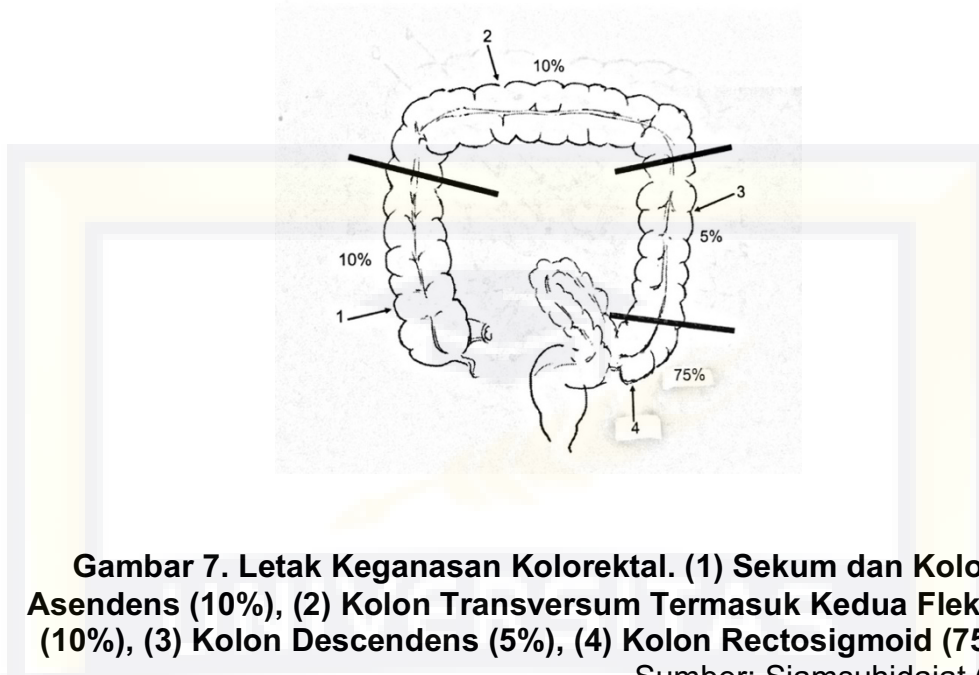 2
10%
3
5%
10%
1
75%
4
Gambar 7. Letak Keganasan Kolorektal. (1) Sekum dan Kolo
Asendens (10%), (2) Kolon Transversum Termasuk Kedua Flek
(10%), (3) Kolon Descendens (5%), (4) Kolon Rectosigmoid (75